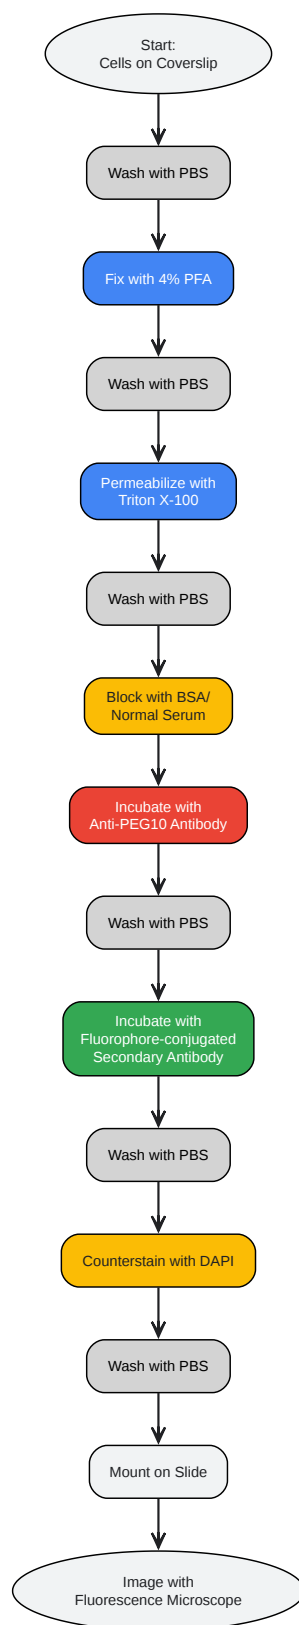 Start:
Cells on Coverslip
Wash with PBS
Fix with 4% PFA
Wash with PBS
Permeabilize with
Triton X-100
Wash with PBS
Block with BSA/
Normal Serum
Incubate with
Anti-PEG10 Antibody
Wash with PBS
Incubate with
Fluorophore-conjugated
Secondary Antibody
Wash with PBS
Counterstain with DAPI
Wash with PBS
Mount on Slide
Image with
Fluorescence Microscope